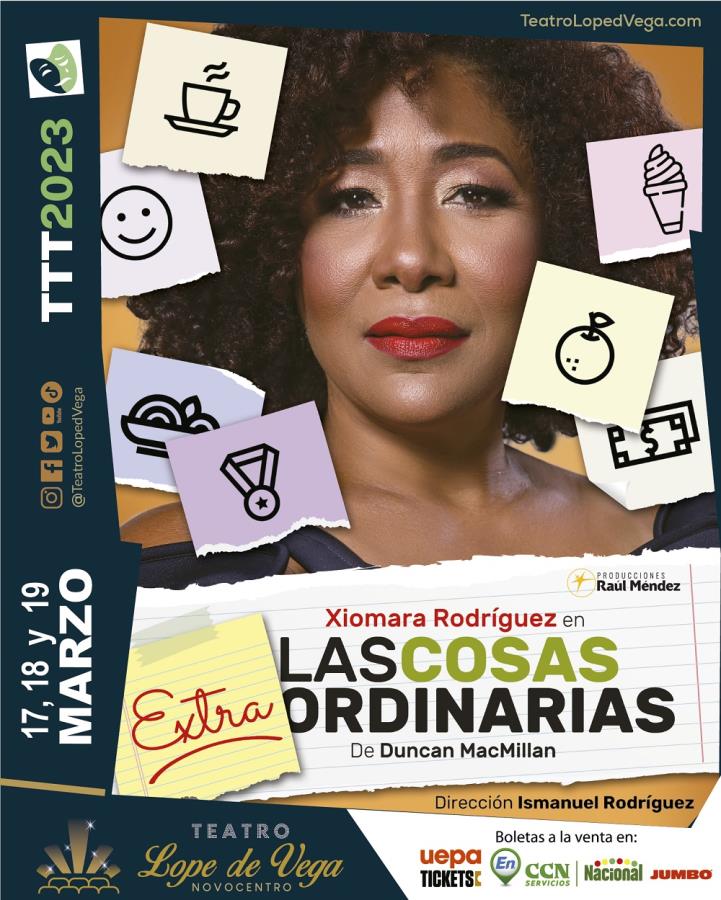 TeatroLopedVega.com
TTT2023
@TeatroLopedVega
17, 18 y 19
MARZO
PRODUCCIONES
Raúl Méndez
Xiomara Rodríguez en
LAS COSAS
Extra
ORDINARIAS
De Duncan MacMillan
Dirección Ismanuel Rodríguez
TEATRO
Lope de Vega
NOVOCENTRO
Boletas a la venta en:
uepa
TICKETS
En
CCN
SERVICIOS
Nacional
JUMBO
$
YouTube